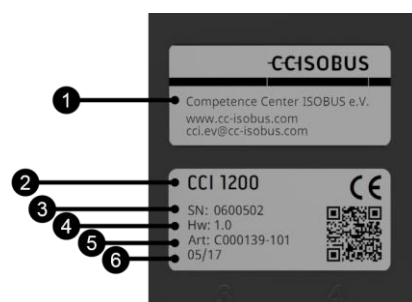 CCISOBUS
1
Competence Center ISOBUS e.V.
www.cc-isobus.com
cci.ev@cc-isobus.com
2
CCI 1200
CE
3
SN: 0600502
4
Hw: 1.0
5
Art: C000139-101
6
05/17